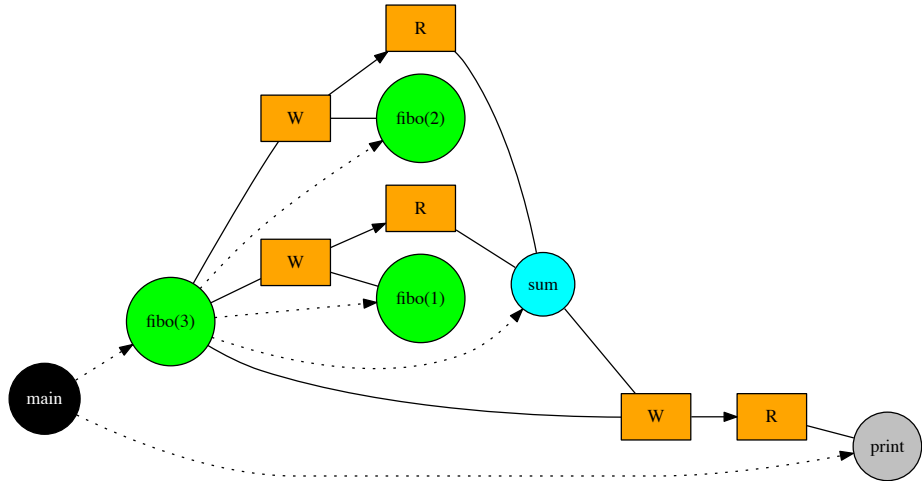 R
W
fibo(2)
R
W
sum
fibo(1)
fibo(3)
main
W
R
print